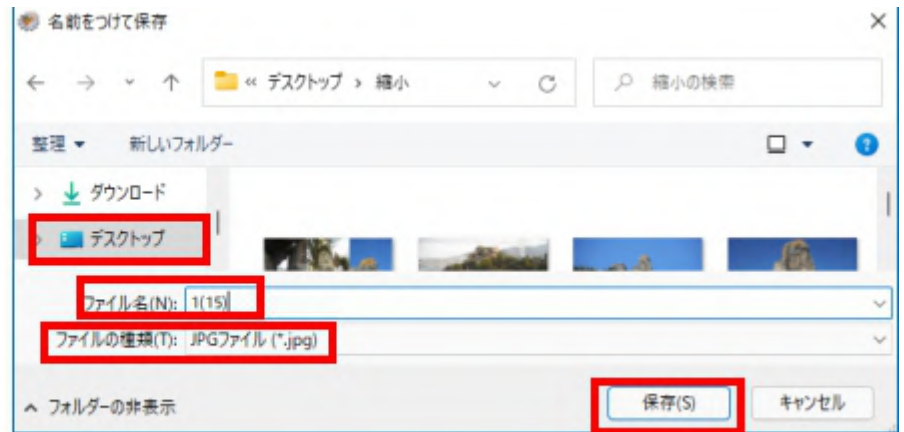 名前をつけて保存
« デスクトップ › 縮小
縮小の検索
整理 ▼ 新しいフォルダー
?
ダウンロード
デスクトップ
ファイル名(N): 1(15)
ファイルの種類(T): JPGファイル (*.jpg)
フォルダーの非表示
保存(S) キャンセル